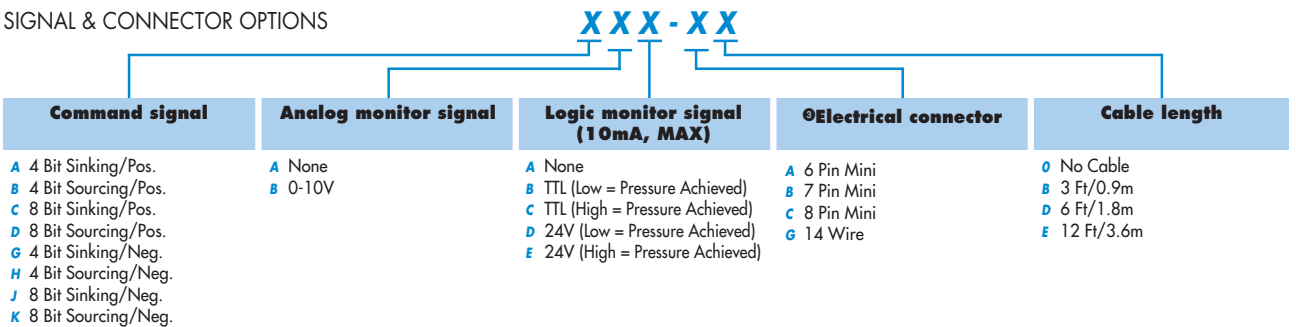 SIGNAL & CONNECTOR OPTIONS
X X X - X X
Command signal
A 4 Bit Sinking/Pos.
B 4 Bit Sourcing/Pos.
C 8 Bit Sinking/Pos.
D 8 Bit Sourcing/Pos.
G 4 Bit Sinking/Neg.
H 4 Bit Sourcing/Neg.
J 8 Bit Sinking/Neg.
K 8 Bit Sourcing/Neg.
Analog monitor signal
A None
B 0-10V
Logic monitor signal
(10mA, MAX)
A None
B TTL (Low = Pressure Achieved)
C TTL (High = Pressure Achieved)
D 24V (Low = Pressure Achieved)
E 24V (High = Pressure Achieved)
❸Electrical connector
A 6 Pin Mini
B 7 Pin Mini
C 8 Pin Mini
G 14 Wire
Cable length
0 No Cable
B 3 Ft/0.9m
D 6 Ft/1.8m
E 12 Ft/3.6m